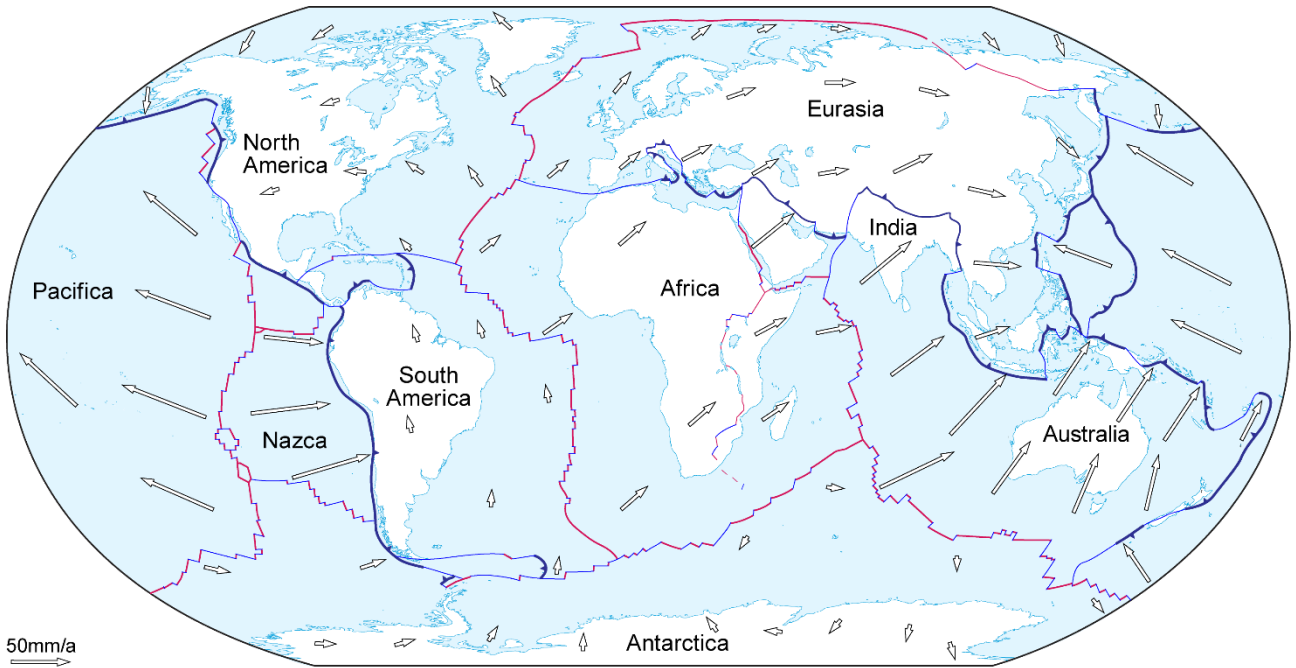 Eurasia
North
America
India
Pacifica
Africa
South
America
Nazca
Australia
Antarctica
50mm/a